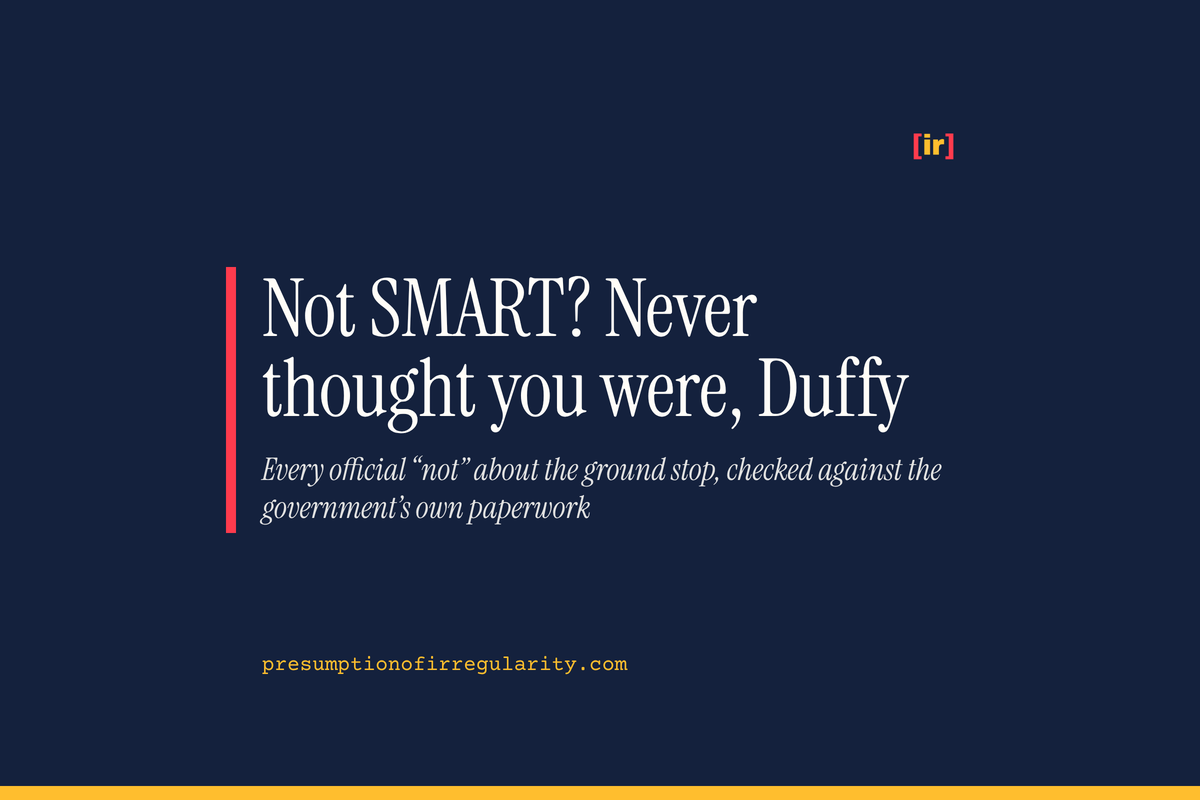 [ir]
Not SMART? Never
thought you were, Duffy
Every official “not” about the ground stop, checked against the
government’s own paperwork
presumptionofirregularity.com